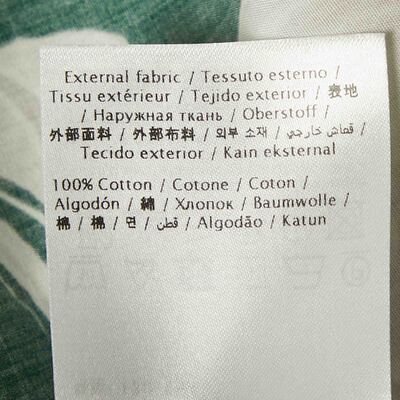 External fabric / Tessuto esterno /
Tissu extérieur / Tejido exterior / 表地
/ Наружная ткань / Oberstoff /
外部面料 / 外部布料 / 외부 소재 / قماش خارجي /
Tecido exterior / Kain eksternal
100% Cotton / Cotone / Coton /
Algodón / 綿 / Хлопок / Baumwolle /
棉 / 棉 / 면 / قطن / Algodão / Katun